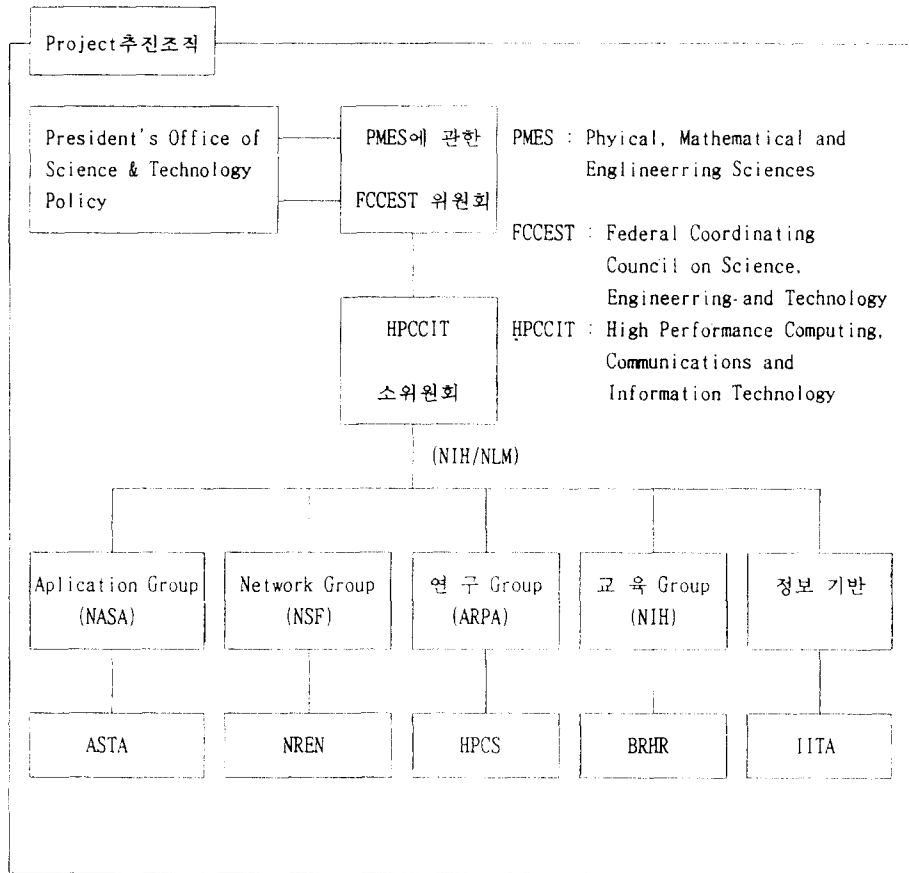 Project추진조직
President's Office of
Science & Technology
Policy
PMES에 관한
FCCEST 위원회
PMES : Phyical, Mathematical and
Englineerring Sciences
FCCEST : Federal Coordinating
Council on Science,
Engineerring-and Technology
HPCCIT
소위원회
HPCCIT : High Performance Computing,
Communications and
Information Technology
(NIH/NLM)
Aplication Group
(NASA)
Network Group
(NSF)
연 구 Group
(ARPA)
교 육 Group
(NIH)
정보 기반
ASTA
NREN
HPCS
BRHR
IITA